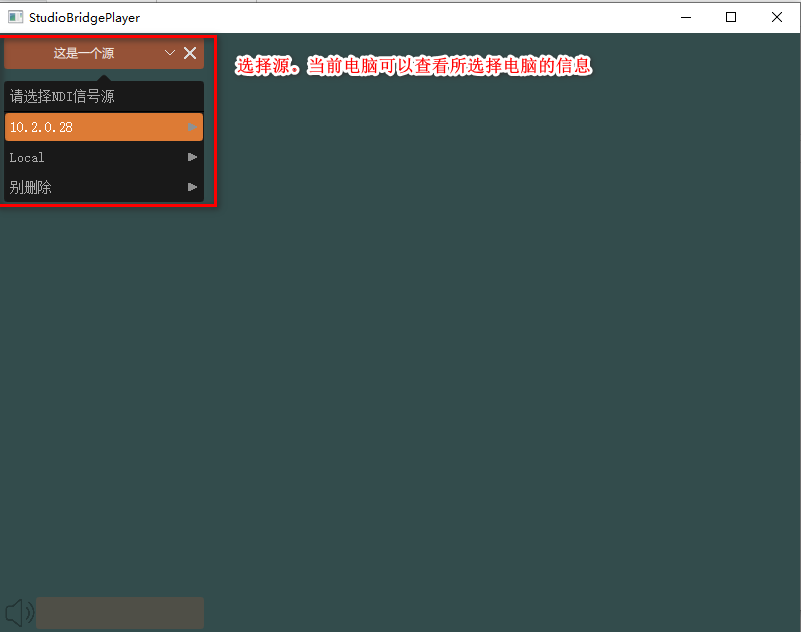 StudioBridgePlayer
这是一个源
选择源。当前电脑可以查看所选择电脑的信息
请选择NDI信号源
10.2.0.28
Local
别删除